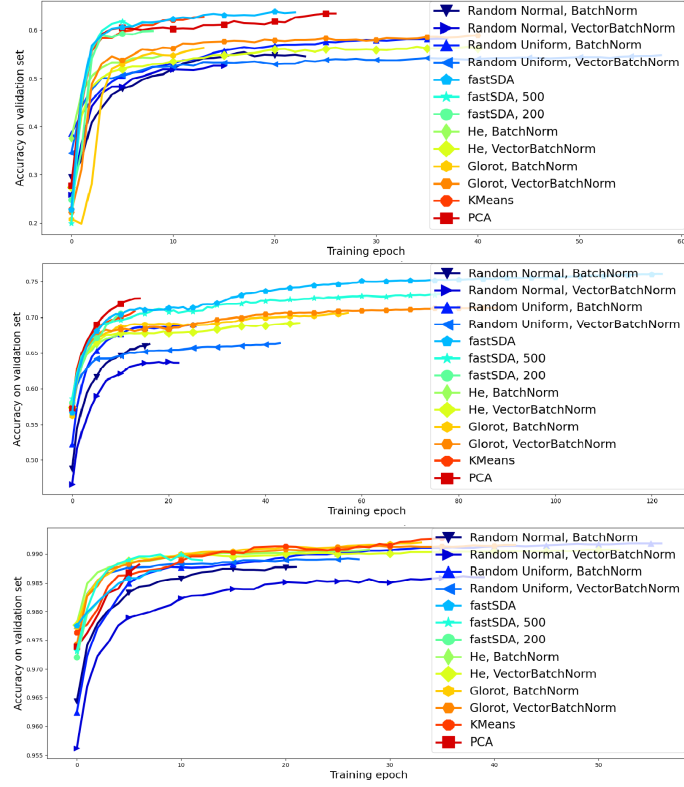 0.6
0.5
0.4
0.3
0.2
Accuracy on validation set
0
10
20
30
40
50
60
Training epoch
Random Normal, BatchNorm
Random Normal, VectorBatchNorm
Random Uniform, BatchNorm
Random Uniform, VectorBatchNorm
fastSDA
fastSDA, 500
fastSDA, 200
He, BatchNorm
He, VectorBatchNorm
Glorot, BatchNorm
Glorot, VectorBatchNorm
KMeans
PCA
0.75
0.70
0.65
0.60
0.55
0.50
Accuracy on validation set
0
20
40
60
80
100
120
Training epoch
Random Normal, BatchNorm
Random Normal, VectorBatchNorm
Random Uniform, BatchNorm
Random Uniform, VectorBatchNorm
fastSDA
fastSDA, 500
fastSDA, 200
He, BatchNorm
He, VectorBatchNorm
Glorot, BatchNorm
Glorot, VectorBatchNorm
KMeans
PCA
0.990
0.985
0.980
0.975
0.970
0.965
0.960
0.955
Accuracy on validation set
0
10
20
30
40
50
Training epoch
Random Normal, BatchNorm
Random Normal, VectorBatchNorm
Random Uniform, BatchNorm
Random Uniform, VectorBatchNorm
fastSDA
fastSDA, 500
fastSDA, 200
He, BatchNorm
He, VectorBatchNorm
Glorot, BatchNorm
Glorot, VectorBatchNorm
KMeans
PCA